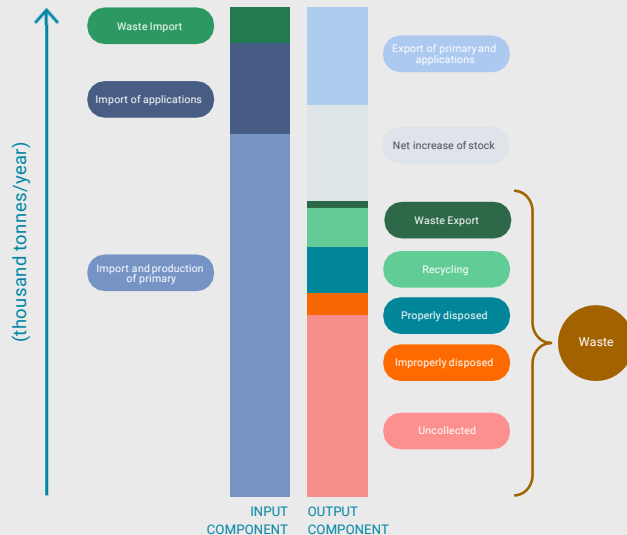 (thousand tonnes/year)
Waste Import
Import of applications
Import and production
of primary
Export of primary and
applications
Net increase of stock
Waste Export
Recycling
Properly disposed
Improperly disposed
Uncollected
Waste
INPUT
COMPONENT
OUTPUT
COMPONENT